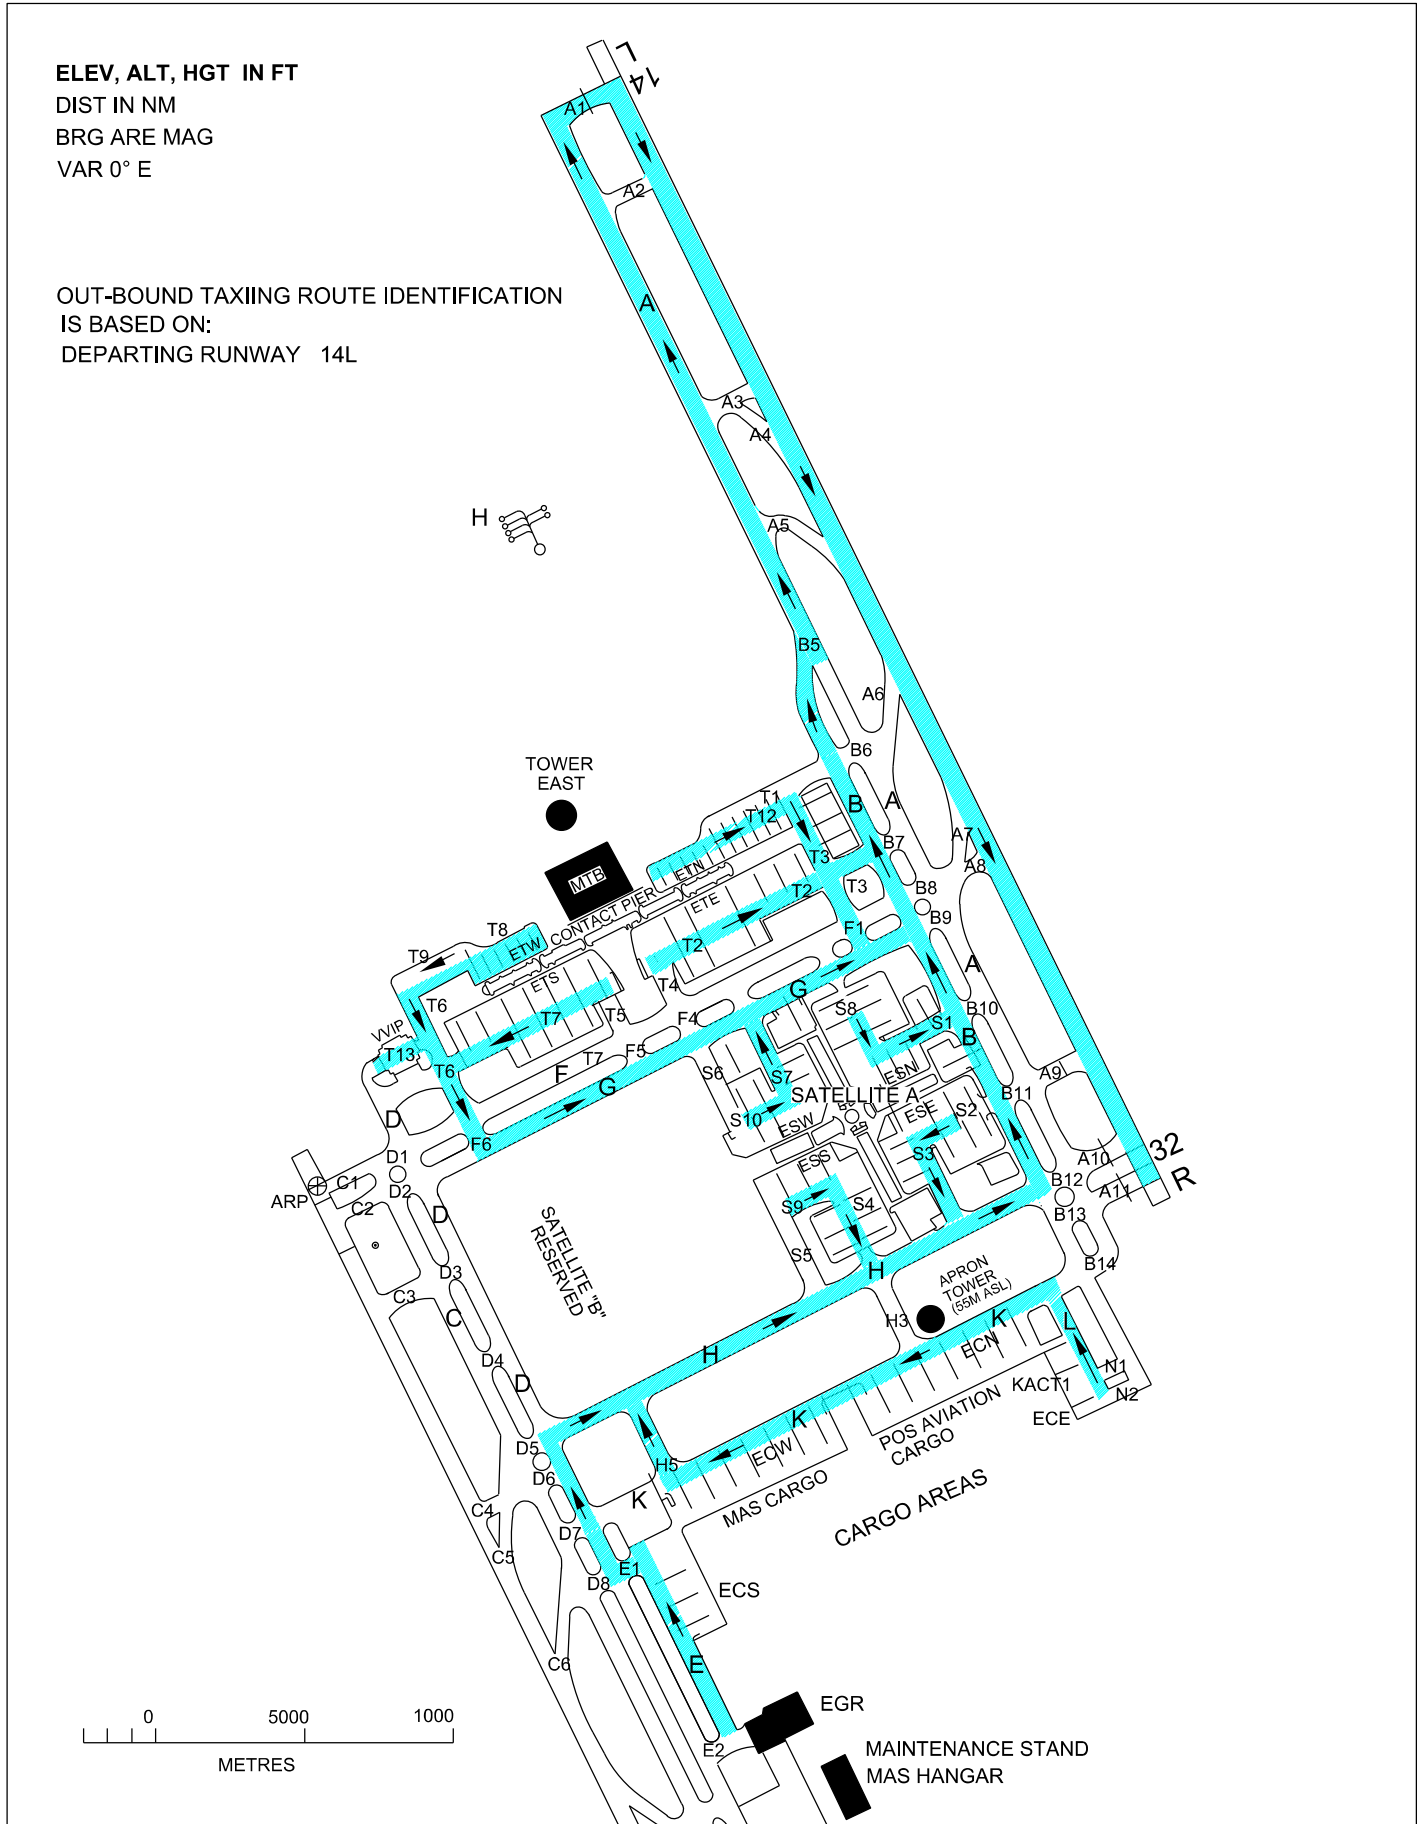 L
14
ELEV, ALT, HGT IN FT
DIST IN NM
BRG ARE MAG
VAR 0° E
A1
A2
OUT-BOUND TAXIING ROUTE IDENTIFICATION
IS BASED ON:
DEPARTING RUNWAY 14L
A
A3
A4
H
A5
B5
A6
B6
TOWER
EAST
T1
T12
B
A
A7
B7
T3
A8
MTB
ETN
T2
T3
B8
CONTACT PIER
ETE
B9
F1
T8
ETW
T2
T9
A
ETS
T4
G
T6
T5
F4
S8
S1
B10
VVIP
T7
B
T13
F5
T7
S6
ESN
A9
T6
F
G
S7
SATELLITE A
B11
D
S10
ESW
ESE
S2
F6
32
R
D1
ESS
S3
A10
ARP
C1
D2
B12
A11
C2
D
S9
S4
B13
SATELLITE "B"
RESERVED
S5
B14
D3
H
APRON
TOWER
(55M ASL)
C3
C
H3
K
L
ECN
H
D4
D
N1
KACT1
N2
K
POS AVIATION
CARGO
ECE
D5
ECW
H5
D6
K
MAS CARGO
CARGO AREAS
C4
D7
C5
E1
D8
ECS
C6
E
EGR
0 5000 1000
METRES
E2
MAINTENANCE STAND
MAS HANGAR